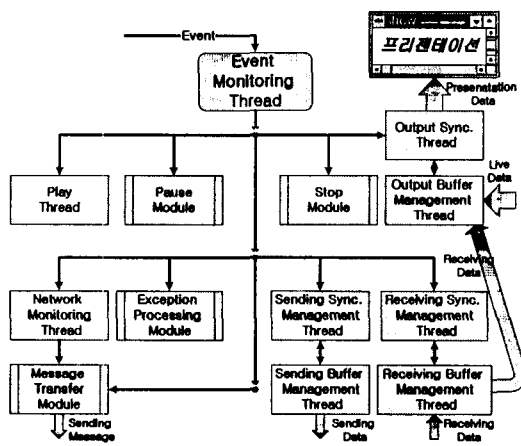 Event
Event
Monitoring
Thread
프리젠테이션
Presenatation
Data
Output Sync.
Thread
Play
Thread
Pause
Module
Stop
Module
Output Buffer
Management
Thread
Live
Data
Receiving
Data
Network
Monitoring
Thread
Exception
Processing
Module
Sending Sync.
Management
Thread
Receiving Sync.
Management
Thread
Message
Transfer
Module
Sending Buffer
Management
Thread
Receiving Buffer
Management
Thread
Sending
Message
Sending
Data
Receiving
Data